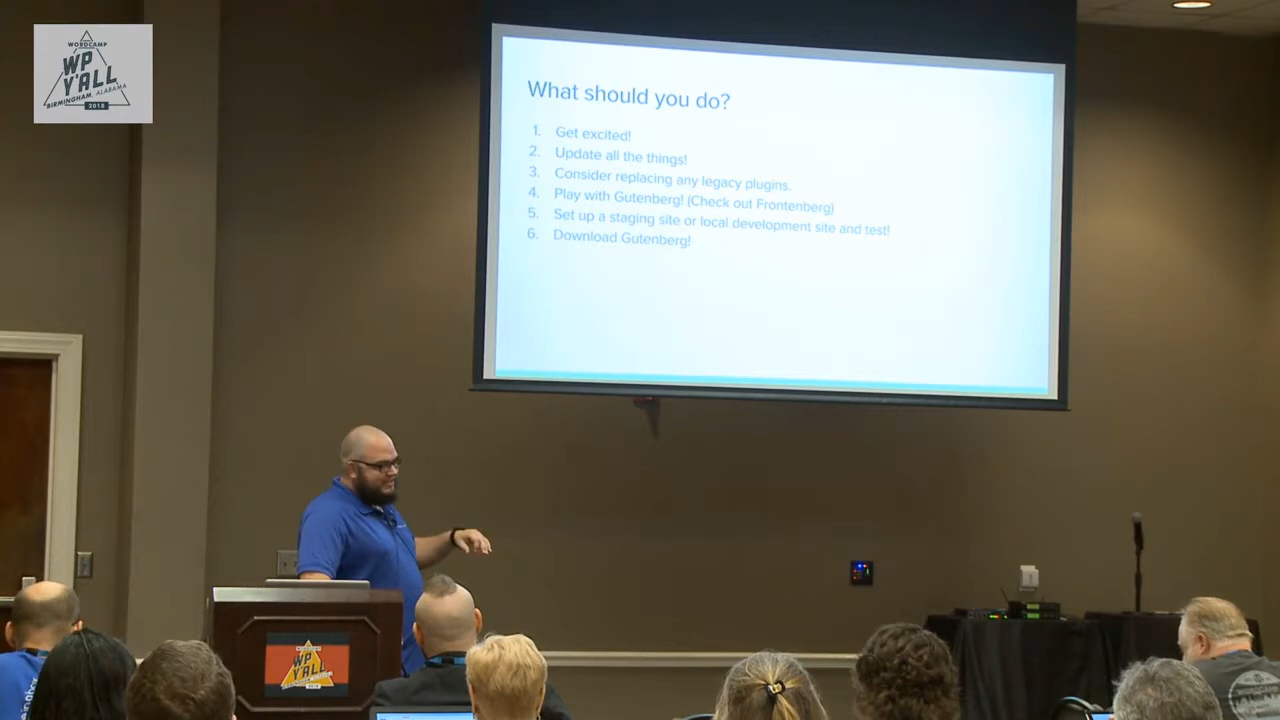 WORDCAMP
WP
Y'ALL
BIRMINGHAM, ALABAMA
2018
What should you do?
1. Get excited!
2. Update all the things!
3. Consider replacing any legacy plugins.
4. Play with Gutenberg! (Check out Frontenberg)
5. Set up a staging site or local development site and test!
6. Download Gutenberg!
WP
Y'ALL